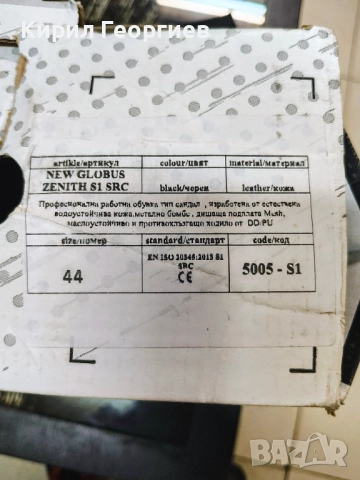 Кирил Георгиев
artikle/артикул colour/цвят material/материал
NEW GLOBUS
ZENITH S1 SRC black/черен leather/кожа
Професионални работни обувки тип сандал , изработени от естествена
водоустойчива кожа,метално бомбе , дишаща подплата Mesh,
маслоустойчиво и противохлъзгащо ходило от DD-PU
size/номер standard/стандарт code/код
44 EN ISO 20345:2013 S1
SRC
CE 5005 - S1
BAZAR